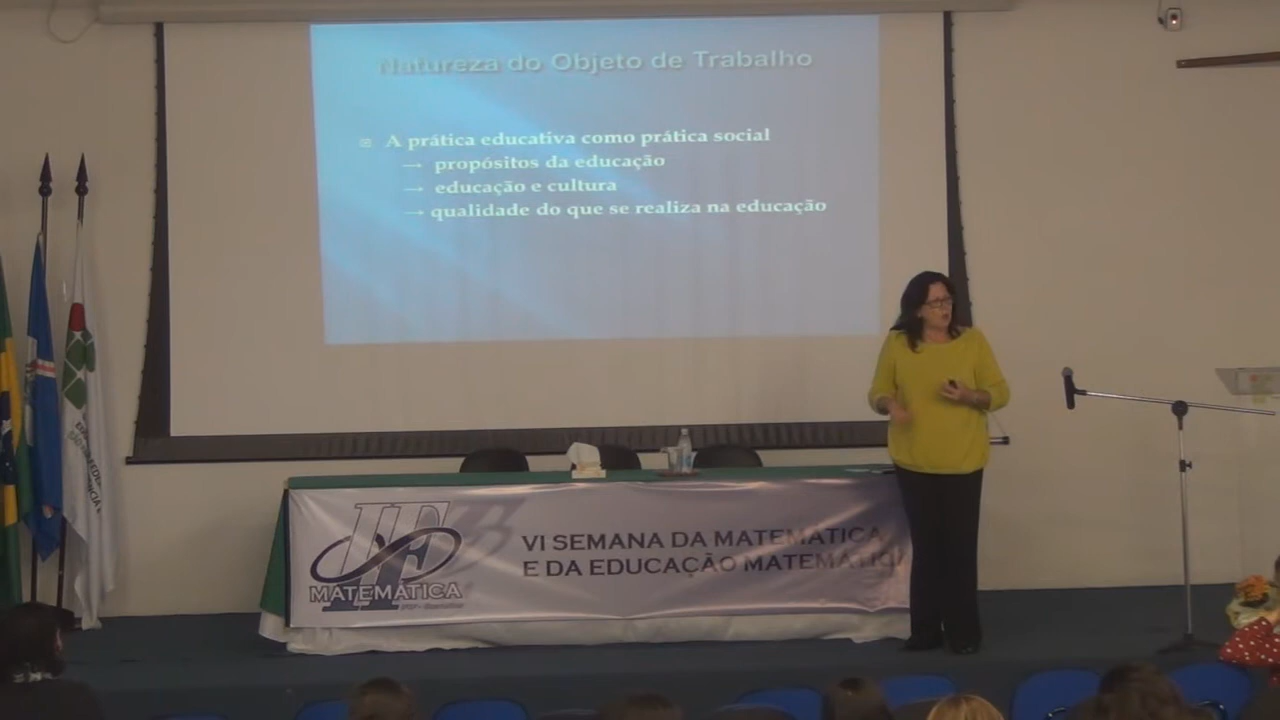 Natureza do Objeto de Trabalho
A prática educativa como prática social
→ propósitos da educação
→ educação e cultura
→ qualidade do que se realiza na educação
IF
MATEMÁTICA
VI SEMANA DA MATEMÁTICA
E DA EDUCAÇÃO MATEMÁTICA